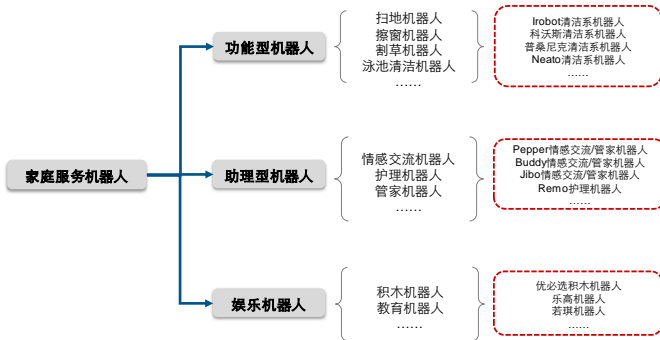 家庭服务机器人
功能型机器人
扫地机器人
擦窗机器人
割草机器人
泳池清洁机器人
……
Irobot清洁系机器人
科沃斯清洁系机器人
普桑尼克清洁系机器人
Neato清洁系机器人
……
助理型机器人
情感交流机器人
护理机器人
管家机器人
……
Pepper情感交流/管家机器人
Buddy情感交流/管家机器人
Jibo情感交流/管家机器人
Remo护理机器人
……
娱乐机器人
积木机器人
教育机器人
……
优必选积木机器人
乐高机器人
若琪机器人
……